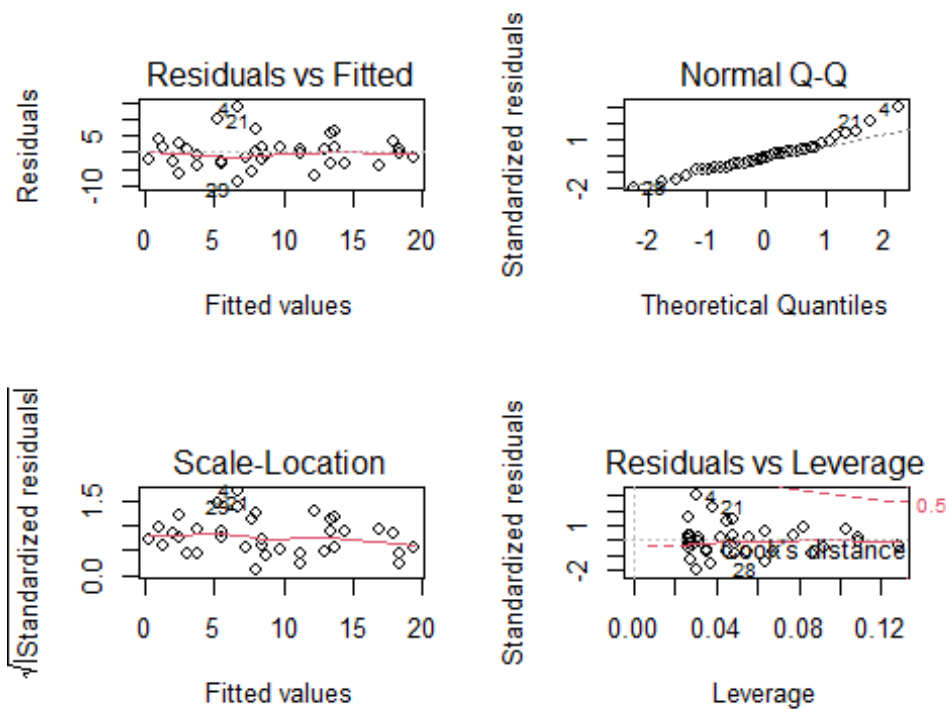 Residuals vs Fitted
Residuals
5
-10
4
21
29
0 5 10 15 20
Fitted values
Normal Q-Q
Standardized residuals
1
-2
4
21
-2 -1 0 1 2
Theoretical Quantiles
Scale-Location
√|Standardized residuals|
1.5
0.0
4
21
0 5 10 15 20
Fitted values
Residuals vs Leverage
Standardized residuals
1
-2
4
21
0.5
Cook's distance
28
0.00 0.04 0.08 0.12
Leverage